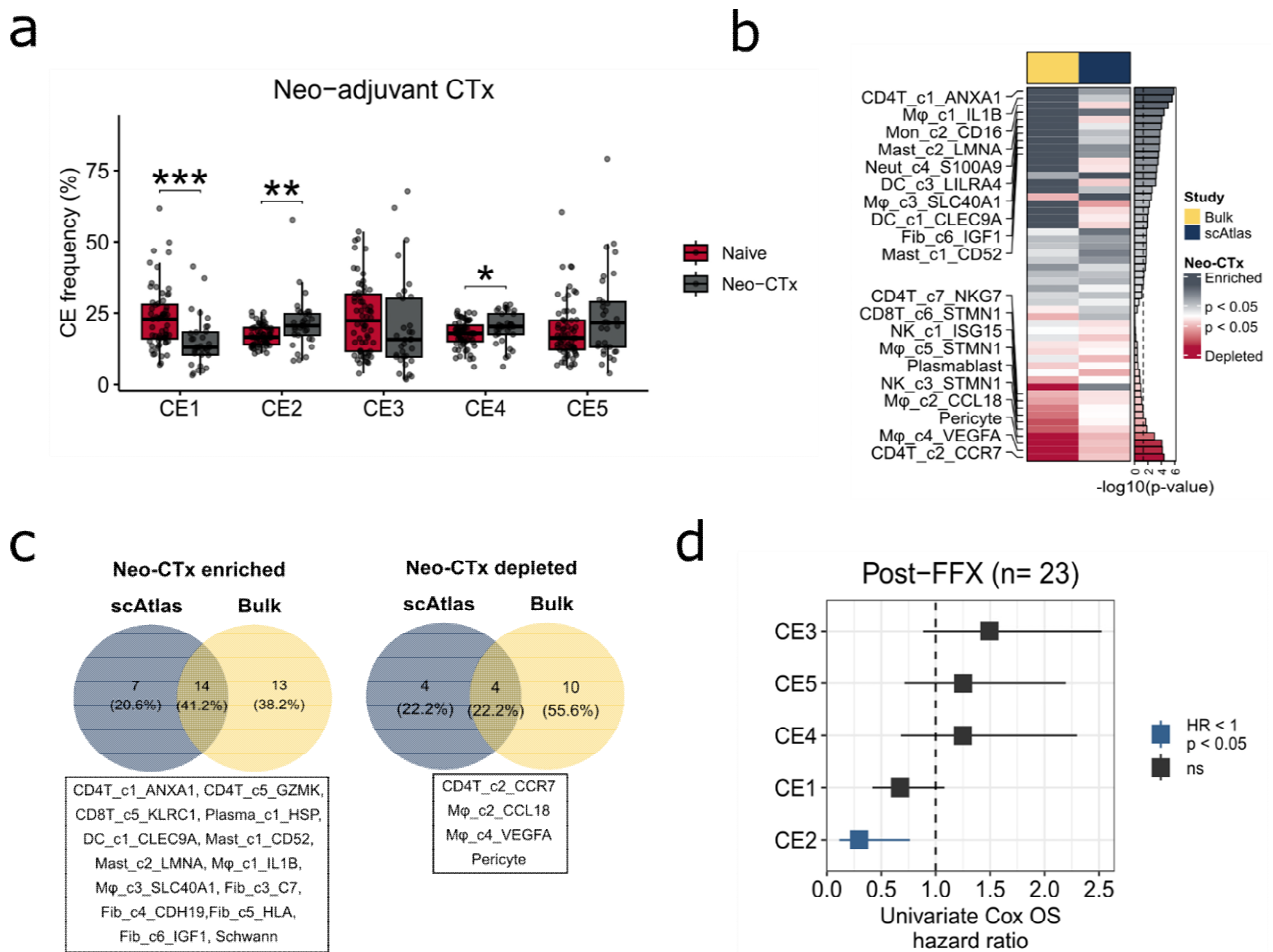 a
Neo-adjuvant CTx
CE frequency (%)
75
50
25
0
***
**
*
CE1
CE2
CE3
CE4
CE5
Naive
Neo-CTx
b
CD4T_c1_ANXA1
Mφ_c1_IL1B
Mon_c2_CD16
Mast_c2_LMNA
Neut_c4_S100A9
DC_c3_LILRA4
Mφ_c3_SLC40A1
DC_c1_CLEC9A
Fib_c6_IGF1
Mast_c1_CD52
CD4T_c7_NKG7
CD8T_c6_STMN1
NK_c1_ISG15
Mφ_c5_STMN1
Plasmablast
NK_c3_STMN1
Mφ_c2_CCL18
Pericyte
Mφ_c4_VEGFA
CD4T_c2_CCR7
0 2 4 6
-log10(p-value)
Study
Bulk
scAtlas
Neo-CTx
Enriched
p < 0.05
p < 0.05
Depleted
c
Neo-CTx enriched
scAtlas Bulk
7 14 13
(20.6%) (41.2%) (38.2%)
CD4T_c1_ANXA1, CD4T_c5_GZMK,
CD8T_c5_KLRC1, Plasma_c1_HSP,
DC_c1_CLEC9A, Mast_c1_CD52,
Mast_c2_LMNA, Mφ_c1_IL1B,
Mφ_c3_SLC40A1, Fib_c3_C7,
Fib_c4_CDH19,Fib_c5_HLA,
Fib_c6_IGF1, Schwann
Neo-CTx depleted
scAtlas Bulk
4 4 10
(22.2%) (22.2%) (55.6%)
CD4T_c2_CCR7
Mφ_c2_CCL18
Mφ_c4_VEGFA
Pericyte
d
Post-FFX (n= 23)
CE3
CE5
CE4
CE1
CE2
0.0 0.5 1.0 1.5 2.0 2.5
Univariate Cox OS
hazard ratio
HR < 1
p < 0.05
ns